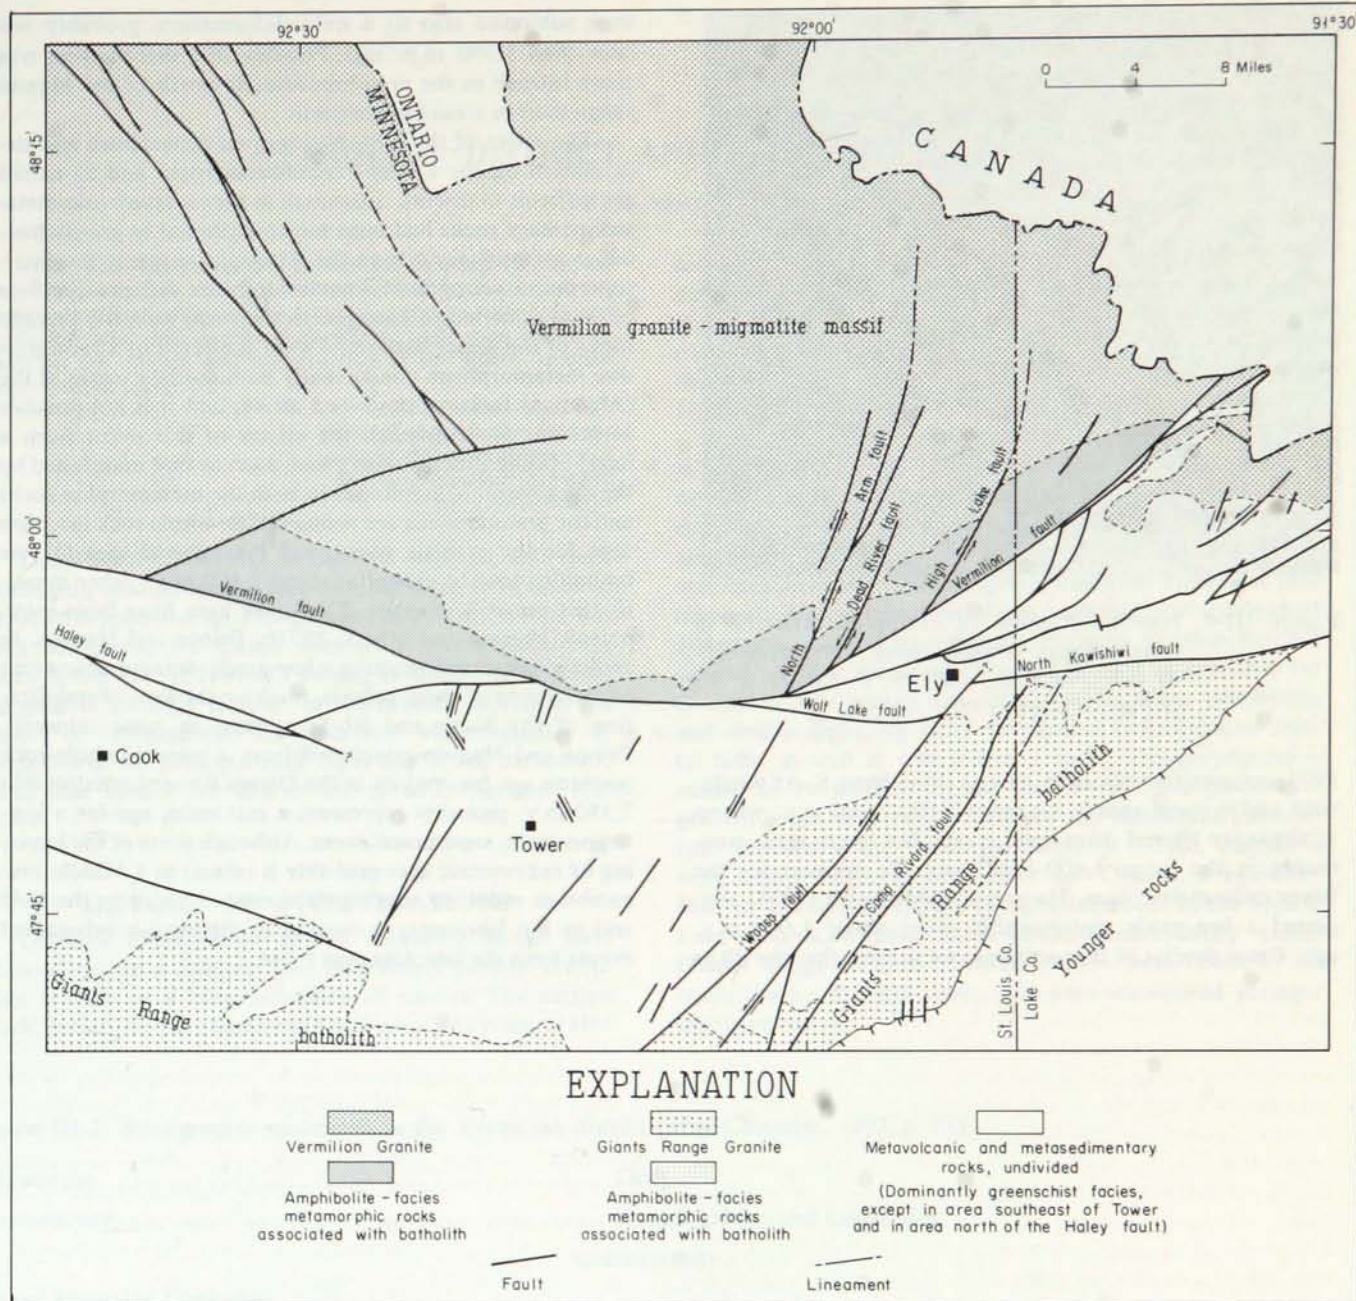 92°30' 92°00' 91°30'
0 4 8 Miles
ONTARIO
MINNESOTA
CANADA
48°15'
Vermilion granite - migmatite massif
Arm fault
Dead River fault
High Lake fault
Vermilion fault
48°00'
Vermilion fault
Haley fault
North
Ely
North Kawishiwi fault
Wolf Lake fault
Cook
Tower
batholith
Waasa fault
Camp Rivard fault
Range
Giants
Younger rocks
47°45'
Giants
Range
batholith
St. Louis Co.
Lake Co.
EXPLANATION
Vermilion Granite
Giants Range Granite
Metavolcanic and metasedimentary
rocks, undivided
(Dominantly greenschist facies,
except in area southeast of Tower
and in area north of the Haley fault)
Amphibolite - facies
metamorphic rocks
associated with batholith
Amphibolite - facies
metamorphic rocks
associated with batholith
Fault
Lineament